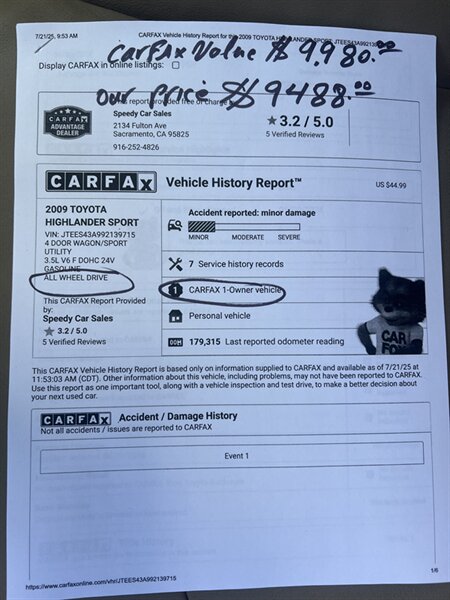 7/21/25, 9:53 AM
CARFAX Vehicle History Report for this 2009 TOYOTA HIGHLANDER SPORT: JTEES43A992139715
CarFax Value $ 9,980.00
Display CARFAX in online listings:
our Price $ 9488.00
This report provided free of charge by
Speedy Car Sales
2134 Fulton Ave
Sacramento, CA 95825
916-252-4826
CARFAX
ADVANTAGE
DEALER
3.2 / 5.0
5 Verified Reviews
CARFAX Vehicle History Report™
US $44.99
2009 TOYOTA
HIGHLANDER SPORT
VIN: JTEES43A992139715
4 DOOR WAGON/SPORT
UTILITY
3.5L V6 F DOHC 24V
GASOLINE
ALL WHEEL DRIVE
This CARFAX Report Provided
by:
Speedy Car Sales
3.2 / 5.0
5 Verified Reviews
Accident reported: minor damage
MINOR MODERATE SEVERE
7 Service history records
1 CARFAX 1-Owner vehicle
Personal vehicle
179,315 Last reported odometer reading
CAR
FOX
This CARFAX Vehicle History Report is based only on information supplied to CARFAX and available as of 7/21/25 at
11:53:03 AM (CDT). Other information about this vehicle, including problems, may not have been reported to CARFAX.
Use this report as one important tool, along with a vehicle inspection and test drive, to make a better decision about
your next used car.
CARFAX Accident / Damage History
Not all accidents / issues are reported to CARFAX
Event 1
https://www.carfaxonline.com/vhr/JTEES43A992139715
1/6